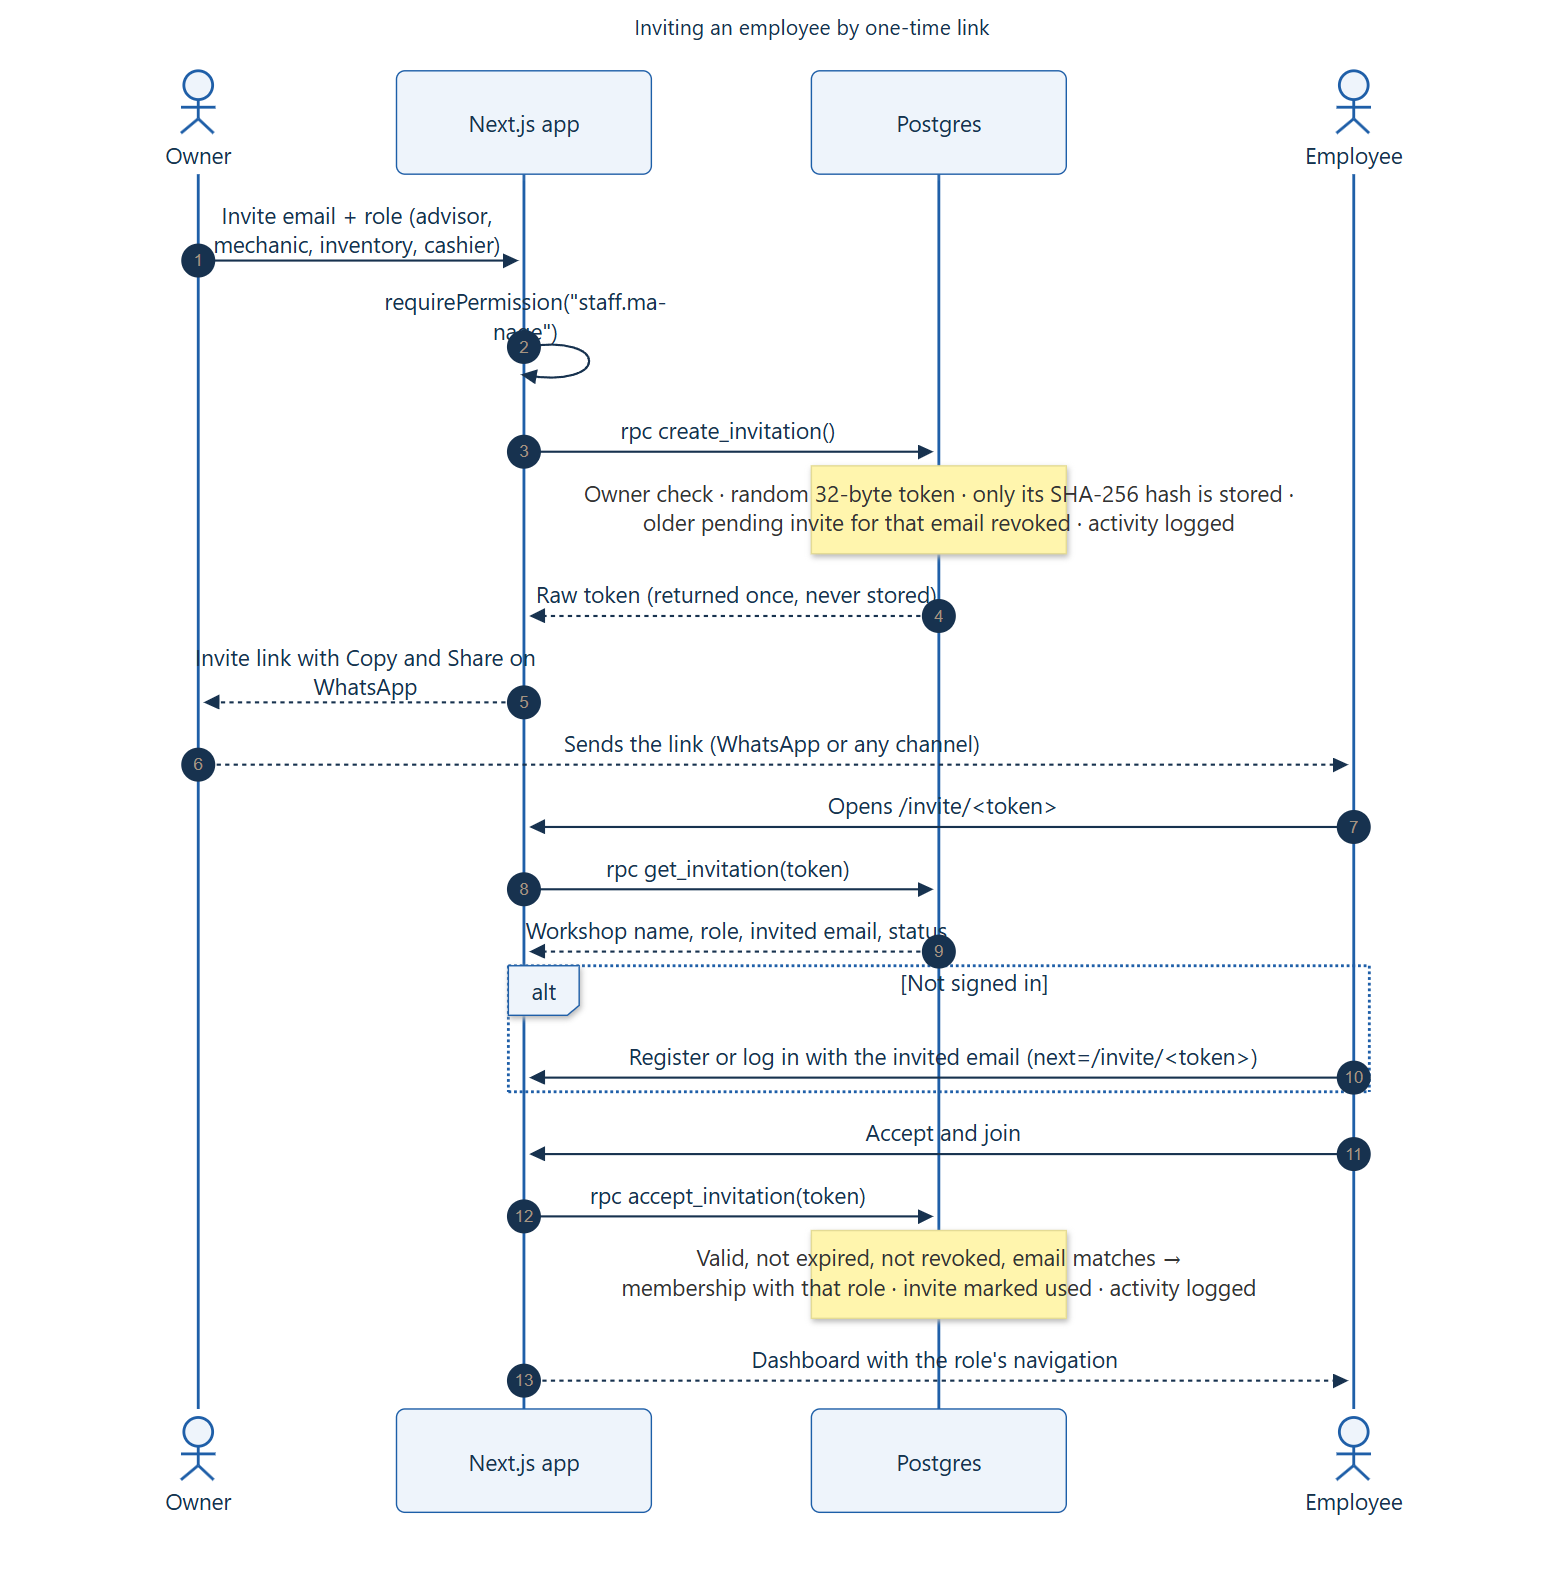 Inviting an employee by one-time link
Owner
Next.js app
Postgres
Employee
Invite email + role (advisor,
mechanic, inventory, cashier)
1
requirePermission("staff.ma-
nage")
2
rpc create_invitation()
3
Owner check · random 32-byte token · only its SHA-256 hash is stored ·
older pending invite for that email revoked · activity logged
Raw token (returned once, never stored)
4
Invite link with Copy and Share on
WhatsApp
5
Sends the link (WhatsApp or any channel)
6
Opens /invite/<token>
7
rpc get_invitation(token)
8
Workshop name, role, invited email, status
9
alt
[Not signed in]
Register or log in with the invited email (next=/invite/<token>)
10
Accept and join
11
rpc accept_invitation(token)
12
Valid, not expired, not revoked, email matches →
membership with that role · invite marked used · activity logged
Dashboard with the role's navigation
13
Owner
Next.js app
Postgres
Employee